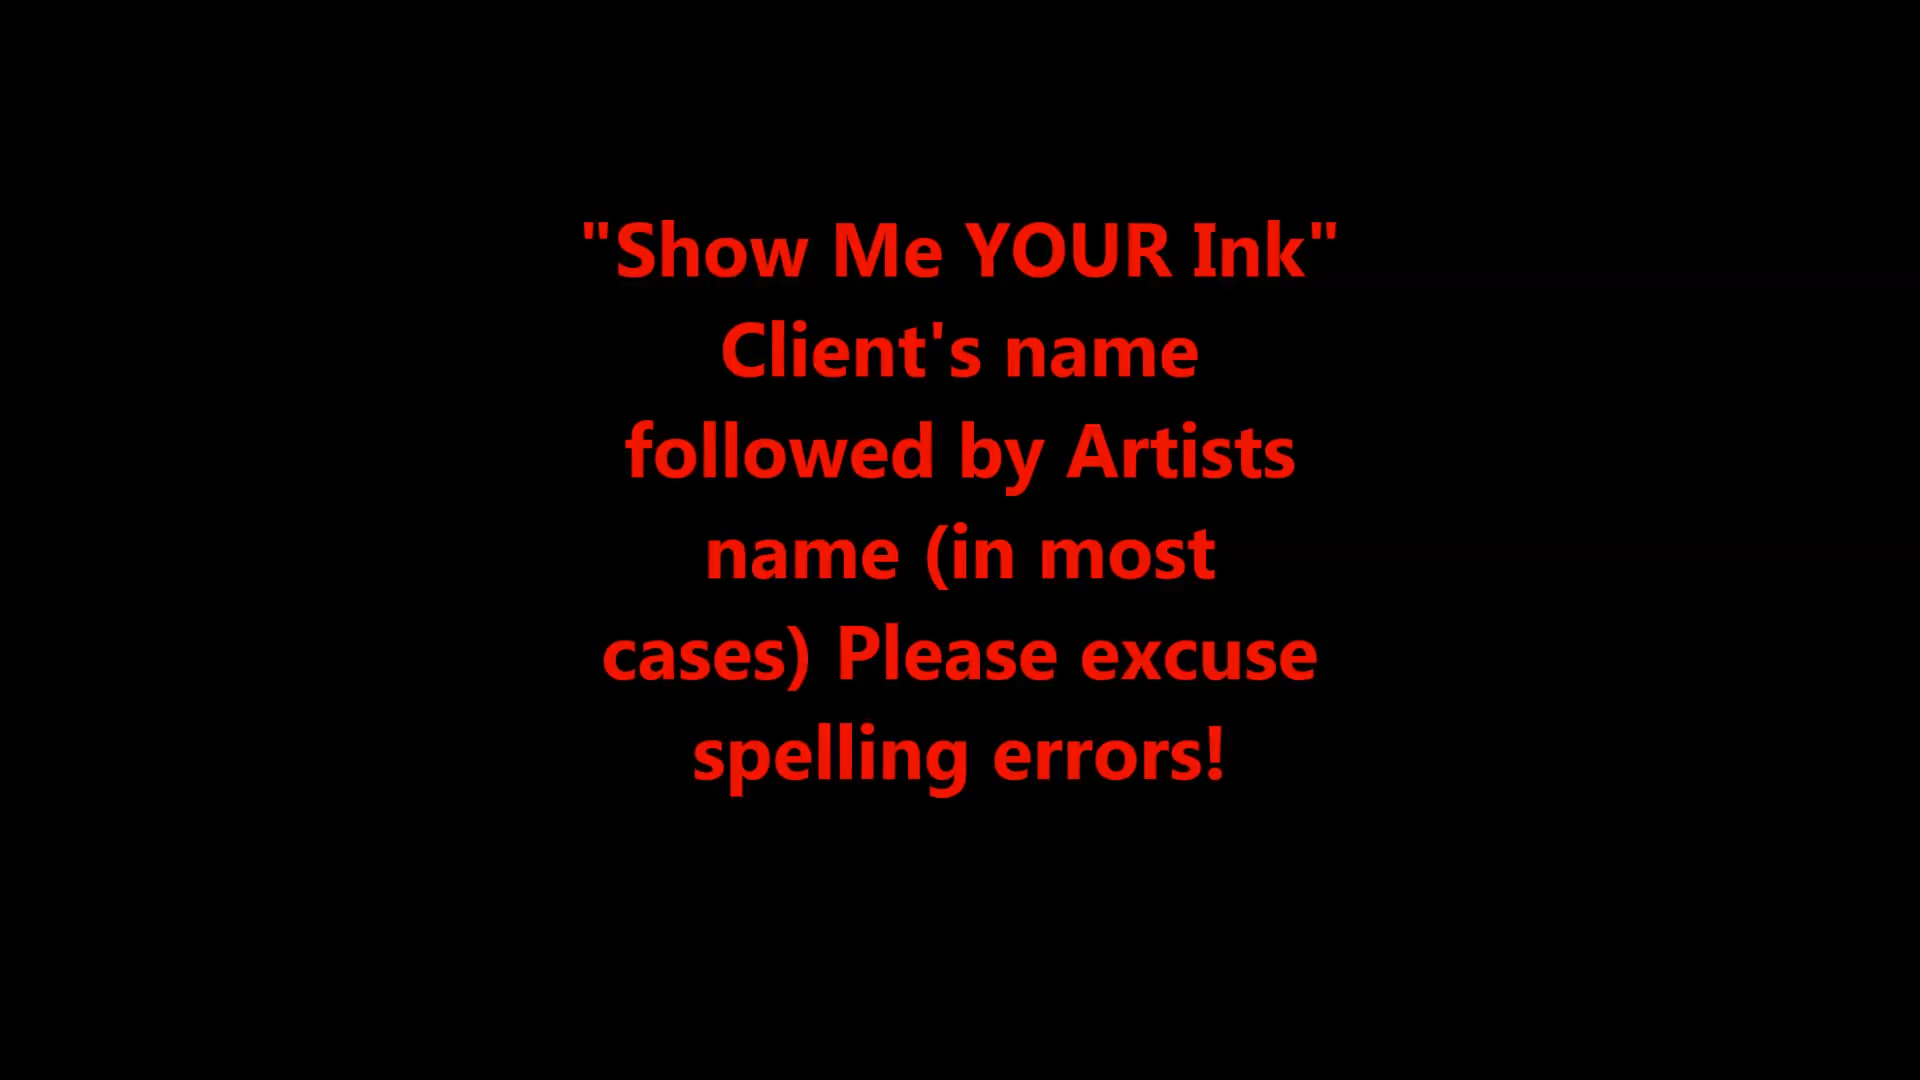 "Show Me YOUR Ink"
Client's name
followed by Artists
name (in most
cases) Please excuse
spelling errors!